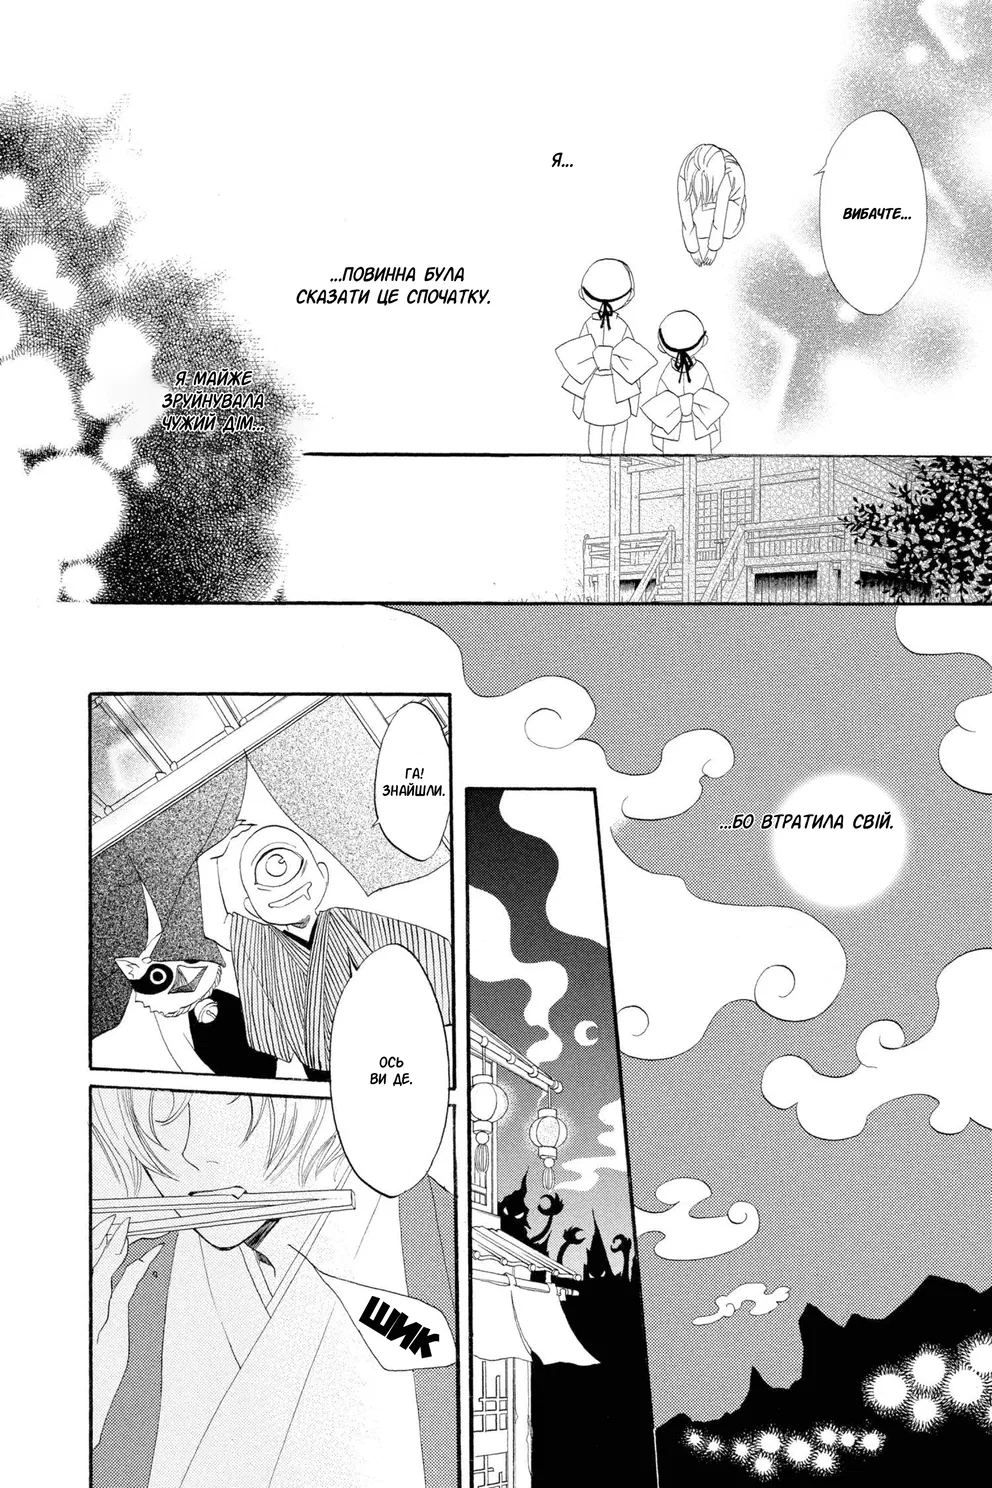 ВИБАЧТЕ...
Я...
...ПОВИННА БУЛА
СКАЗАТИ ЦЕ СПОЧАТКУ.
Я МАЙЖЕ
ЗРУЙНУВАЛА
ЧУЖИЙ ДІМ...
...БО ВТРАТИЛА СВІЙ.
ГА!
ЗНАЙШЛИ.
ОСЬ
ВИ ДЕ.
ШИК